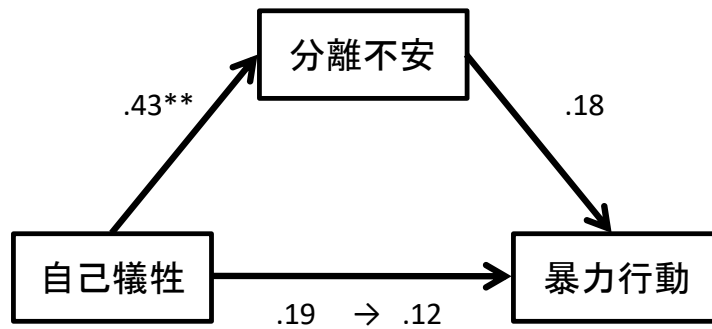 分離不安
.43**
.18
自己犠牲
暴力行動
.19 → .12